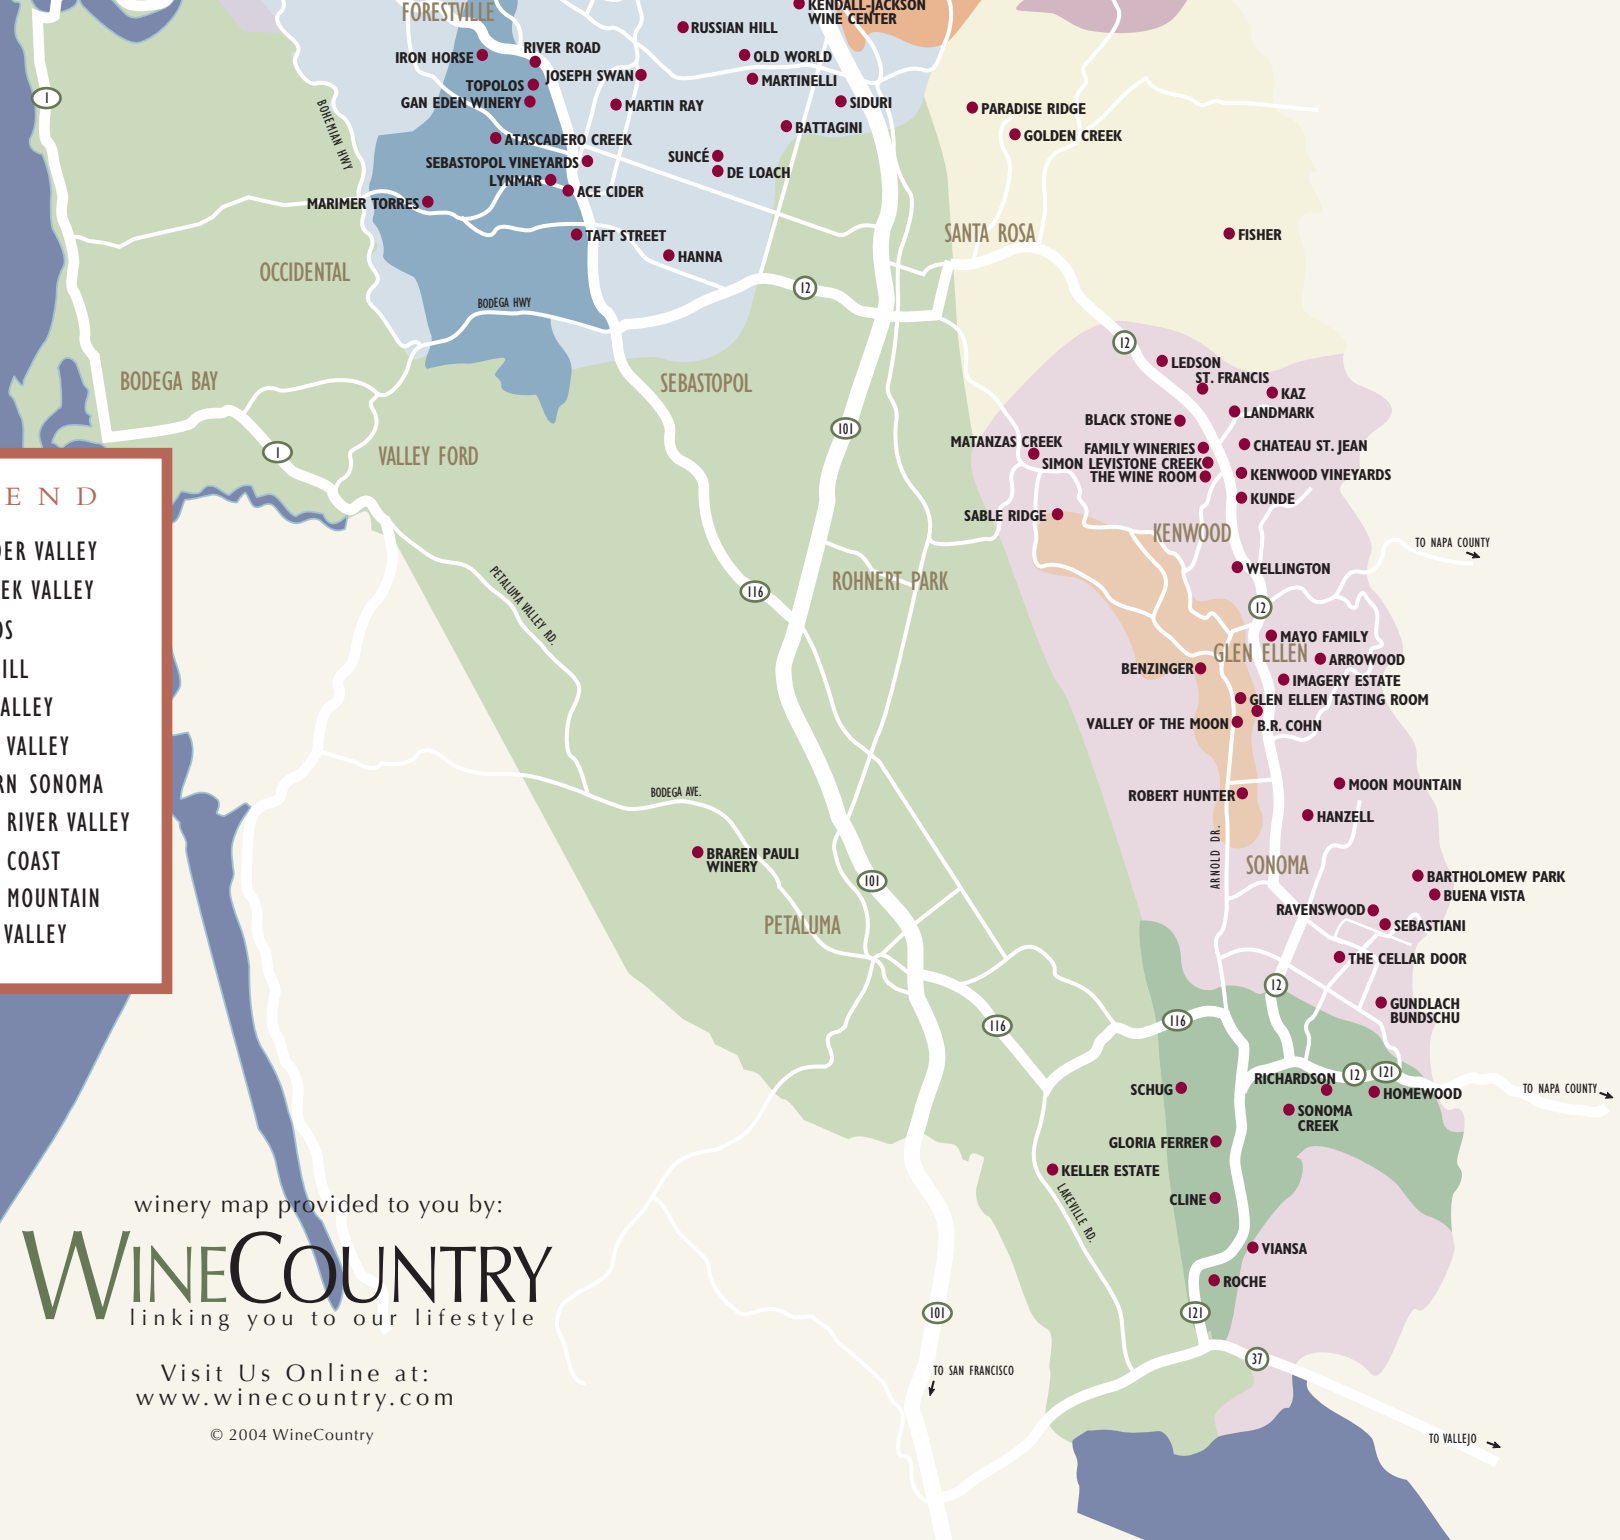 FORESTVILLE
KENDALL-JACKSON
WINE CENTER
RUSSIAN HILL
RIVER ROAD
IRON HORSE
OLD WORLD
JOSEPH SWAN
MARTINELLI
TOPOLOS
GAN EDEN WINERY
MARTIN RAY
SIDURI
PARADISE RIDGE
1
BOHEMIAN HWY
BATTAGINI
GOLDEN CREEK
ATASCADERO CREEK
SUNCÉ
SEBASTOPOL VINEYARDS
DE LOACH
LYNMAR
ACE CIDER
MARIMER TORRES
TAFT STREET
SANTA ROSA
FISHER
HANNA
OCCIDENTAL
12
BODEGA HWY
12
LEDSON
ST. FRANCIS
BODEGA BAY
SEBASTOPOL
KAZ
LANDMARK
BLACK STONE
101
MATANZAS CREEK
CHATEAU ST. JEAN
FAMILY WINERIES
1
VALLEY FORD
SIMON LEVISTONE CREEK
THE WINE ROOM
KENWOOD VINEYARDS
KUNDE
END
SABLE RIDGE
KENWOOD
TO NAPA COUNTY
DER VALLEY
WELLINGTON
EK VALLEY
PETALUMA VALLEY RD.
116
ROHNERT PARK
12
OS
MAYO FAMILY
GLEN ELLEN
ARROWOOD
ILL
BENZINGER
IMAGERY ESTATE
ALLEY
GLEN ELLEN TASTING ROOM
VALLEY OF THE MOON
B.R. COHN
VALLEY
RN SONOMA
MOON MOUNTAIN
BODEGA AVE.
ROBERT HUNTER
RIVER VALLEY
HANZELL
COAST
BRAREN PAULI
WINERY
ARNOLD DR.
SONOMA
101
BARTHOLOMEW PARK
MOUNTAIN
BUENA VISTA
RAVENSWOOD
PETALUMA
SEBASTIANI
VALLEY
THE CELLAR DOOR
12
GUNDLACH
BUNDSCHU
116
116
RICHARDSON
12
121
SCHUG
HOMEWOOD
TO NAPA COUNTY
SONOMA
CREEK
GLORIA FERRER
KELLER ESTATE
LAKEVILLE RD.
CLINE
winery map provided to you by:
WINECOUNTRY
linking you to our lifestyle
VIANSA
ROCHE
101
121
37
TO SAN FRANCISCO
Visit Us Online at:
www.winecountry.com
© 2004 WineCountry
TO VALLEJO